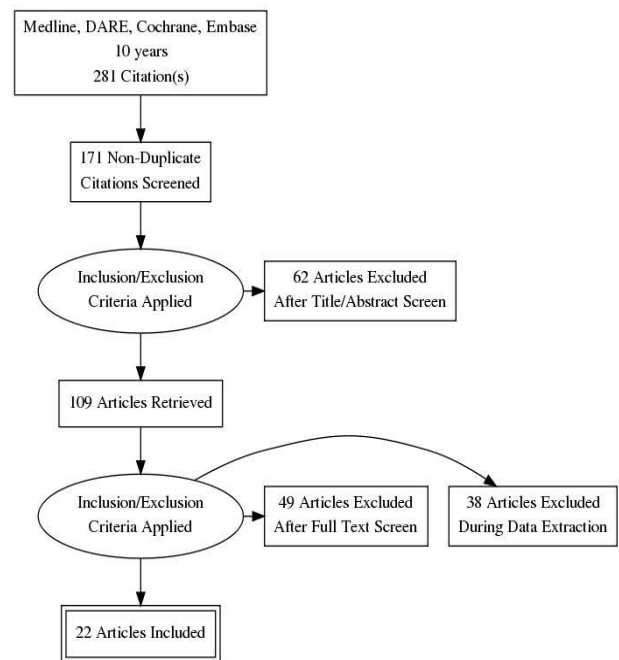 Medline, DARE, Cochrane, Embase
10 years
281 Citation(s)
171 Non-Duplicate
Citations Screened
Inclusion/Exclusion
Criteria Applied
62 Articles Excluded
After Title/Abstract Screen
109 Articles Retrieved
Inclusion/Exclusion
Criteria Applied
49 Articles Excluded
After Full Text Screen
38 Articles Excluded
During Data Extraction
22 Articles Included